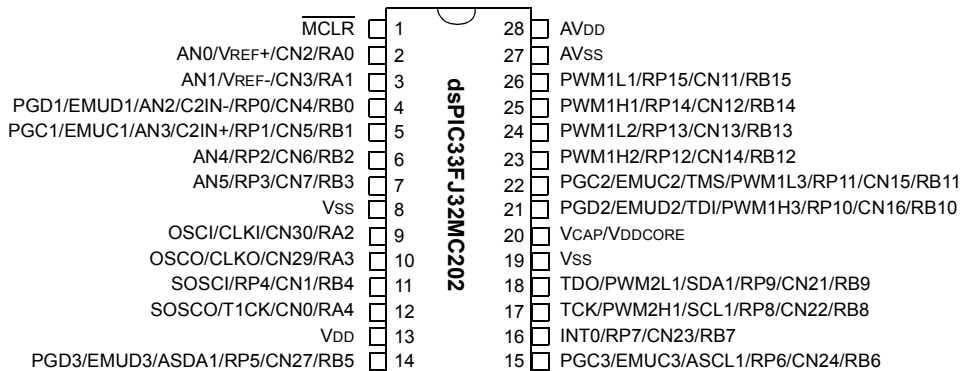 MCLR 1 28 AVDD
AN0/VREF+/CN2/RA0 2 27 AVSS
AN1/VREF-/CN3/RA1 3 26 PWM1L1/RP15/CN11/RB15
PGD1/EMUD1/AN2/C2IN-/RP0/CN4/RB0 4 25 PWM1H1/RP14/CN12/RB14
PGC1/EMUC1/AN3/C2IN+/RP1/CN5/RB1 5 24 PWM1L2/RP13/CN13/RB13
AN4/RP2/CN6/RB2 6 23 PWM1H2/RP12/CN14/RB12
AN5/RP3/CN7/RB3 7 22 PGC2/EMUC2/TMS/PWM1L3/RP11/CN15/RB11
VSS 8 21 PGD2/EMUD2/TDI/PWM1H3/RP10/CN16/RB10
OSCI/CLKI/CN30/RA2 9 20 VCAP/VDDCORE
OSCO/CLKO/CN29/RA3 10 19 VSS
SOSCI/RP4/CN1/RB4 11 18 TDO/PWM2L1/SDA1/RP9/CN21/RB9
SOSCO/T1CK/CN0/RA4 12 17 TCK/PWM2H1/SCL1/RP8/CN22/RB8
VDD 13 16 INT0/RP7/CN23/RB7
PGD3/EMUD3/ASDA1/RP5/CN27/RB5 14 15 PGC3/EMUC3/ASCL1/RP6/CN24/RB6
dsPIC33FJ32MC202